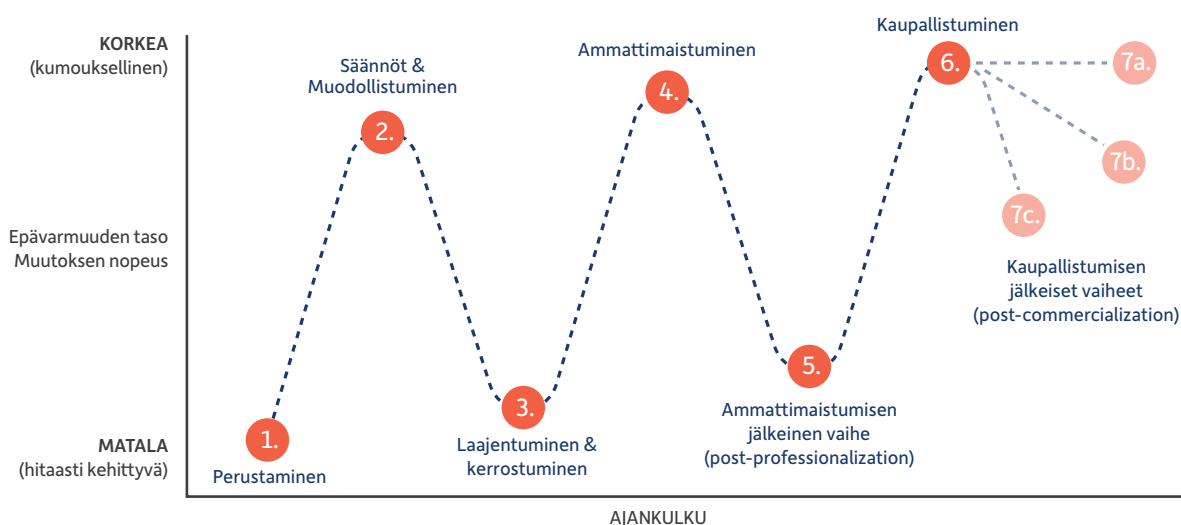 KORKEA
(kumouksellinen)
Epävarmuuden taso
Muutoksen nopeus
MATALA
(hitaasti kehittyvä)
1.
Perustaminen
Säännöt &
Muodollistuminen
2.
3.
Laajentuminen &
kerrostuminen
Ammattimaistuminen
4.
5.
Ammattimaistumisen
jälkeinen vaihe
(post-professionalization)
Kaupallistuminen
6.
7a.
7b.
7c.
Kaupallistumisen
jälkeiset vaiheet
(post-commercialization)
AJANKULKU